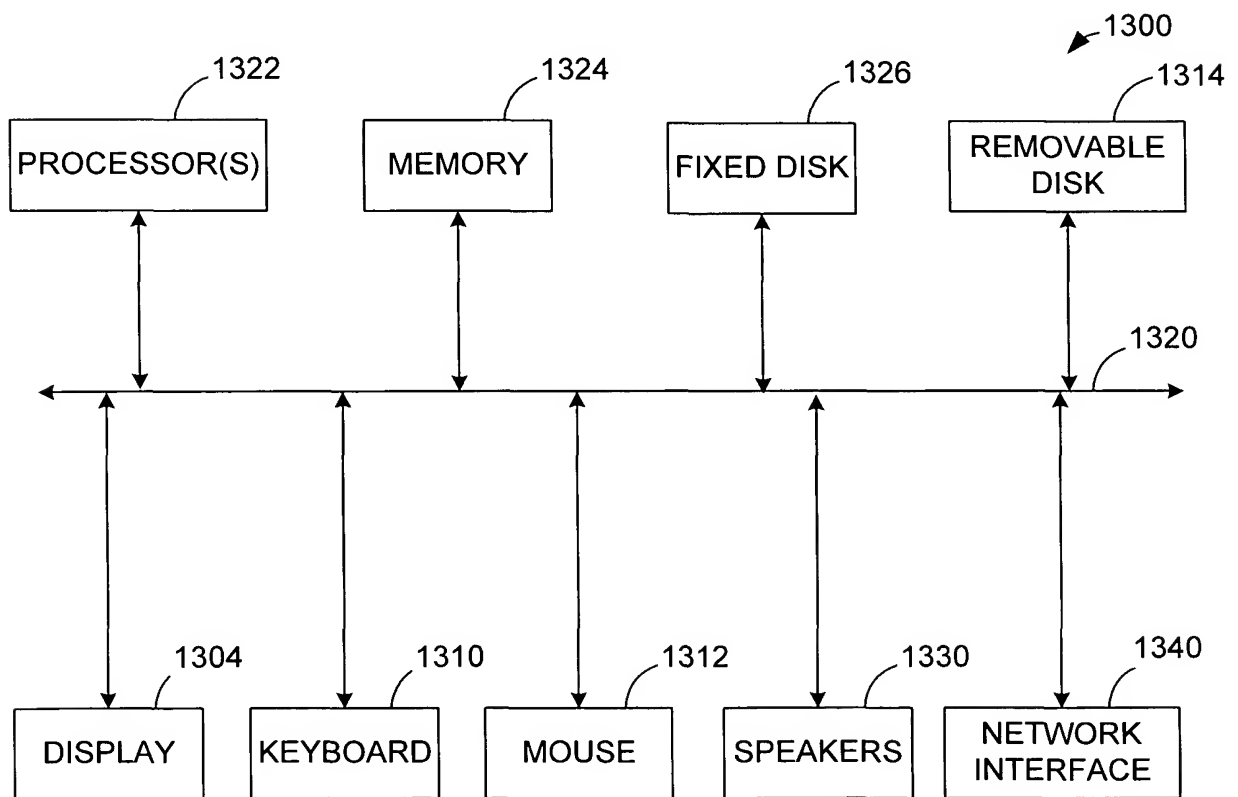 1300
1322
1324
1326
1314
PROCESSOR(S)
MEMORY
FIXED DISK
REMOVABLE
DISK
1320
1304
1310
1312
1330
1340
DISPLAY
KEYBOARD
MOUSE
SPEAKERS
NETWORK
INTERFACE